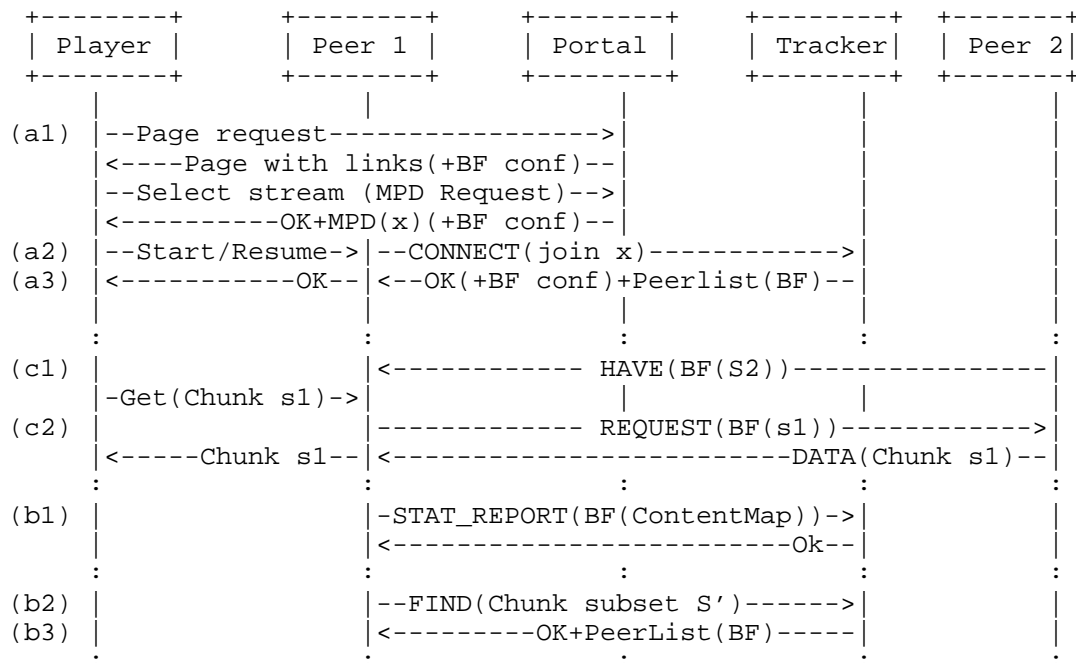 +--------+      +--------+     +--------+     +--------+  +-------+
| Player |      | Peer 1 |     | Portal |     | Tracker|  | Peer 2|
+--------+      +--------+     +--------+     +--------+  +-------+
     |                |               |              |           |
(a1) |--Page request----------------->|              |           |
     |<----Page with links(+BF conf)--|              |           |
     |--Select stream (MPD Request)-->|              |           |
     |<----------OK+MPD(x)(+BF conf)--|              |           |
(a2) |--Start/Resume->|--CONNECT(join x)------------>|           |
(a3) |<-----------OK--|<--OK(+BF conf)+Peerlist(BF)--|           |
     |                |               |              |           |
     :                :               :              :           :
(c1) |                |<------------ HAVE(BF(S2))----------------|
     |-Get(Chunk s1)->|               |              |           |
(c2) |                |------------- REQUEST(BF(s1))------------>|
     |<-----Chunk s1--|<-------------------------DATA(Chunk s1)--|
     :                :               :              :           :
(b1) |                |-STAT_REPORT(BF(ContentMap))->|           |
     |                |<-------------------------Ok--|           |
     :                :               :              :           :
(b2) |                |--FIND(Chunk subset S')------>|           |
(b3) |                |<---------OK+PeerList(BF)-----|           |
     :                :               :              :           :